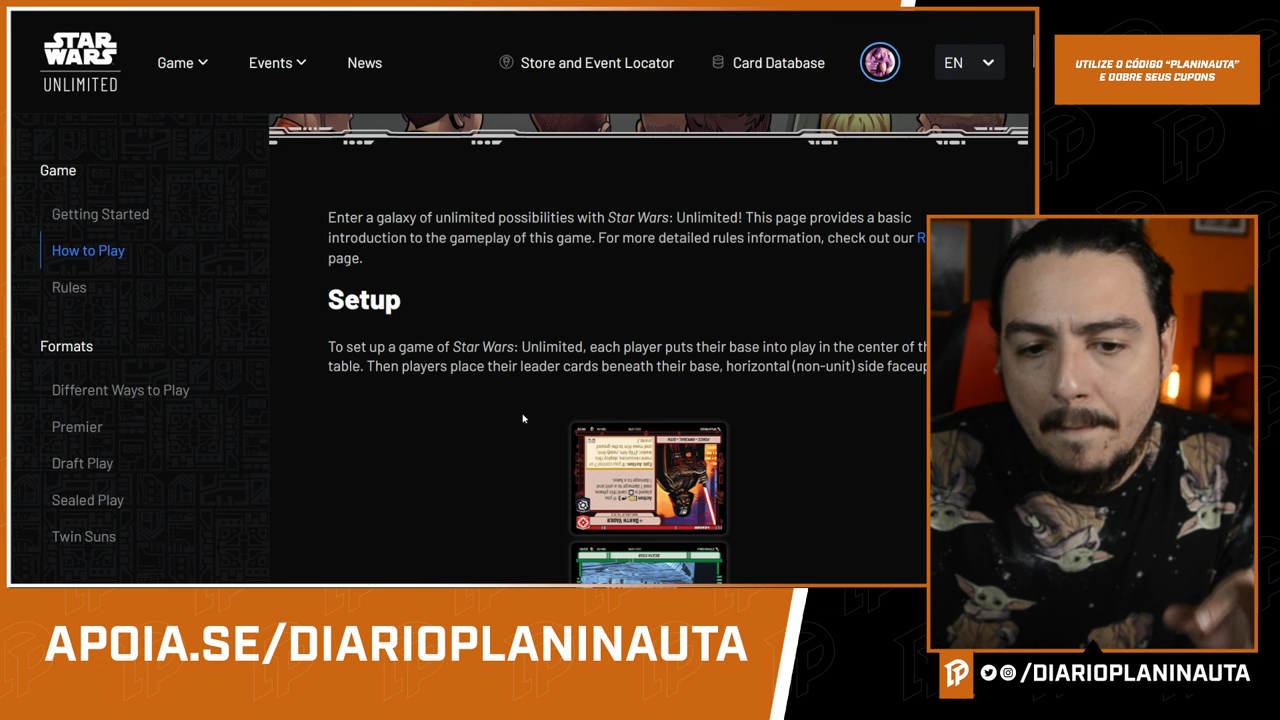 STAR
WARS
UNLIMITED
Game
Events
News
Store and Event Locator
Card Database
EN
UTILIZE O CÓDIGO "PLANINAUTA"
E DOBRE SEUS CUPONS
Game
Getting Started
How to Play
Rules
Formats
Different Ways to Play
Premier
Draft Play
Sealed Play
Twin Suns
Enter a galaxy of unlimited possibilities with Star Wars: Unlimited! This page provides a basic
introduction to the gameplay of this game. For more detailed rules information, check out our R
page.
Setup
To set up a game of Star Wars: Unlimited, each player puts their base into play in the center of th
table. Then players place their leader cards beneath their base, horizontal (non-unit) side faceup
DARTH VADER
DEATH STAR
APOIA.SE/DIARIOPLANINAUTA
/DIARIOPLANINAUTA